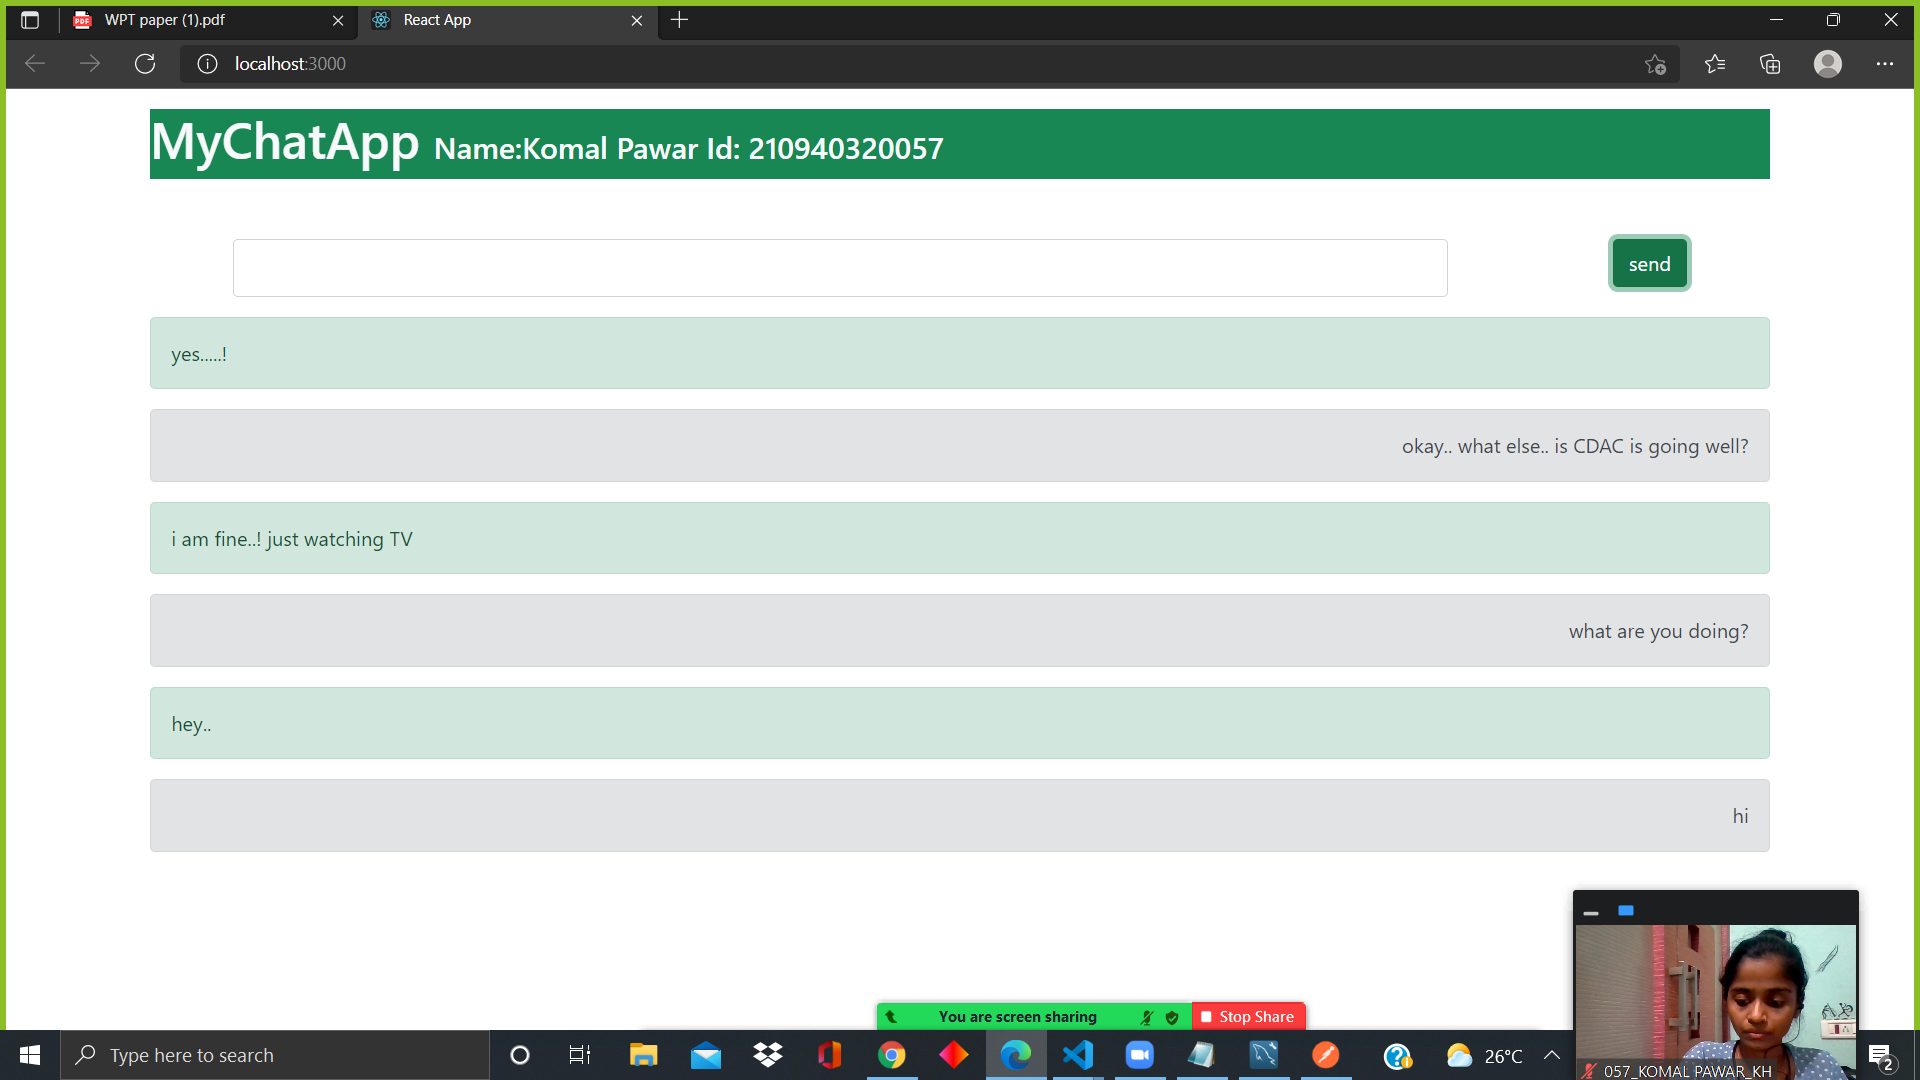 WPT paper (1).pdf
React App
localhost:3000
MyChatApp Name:Komal Pawar Id: 210940320057
send
yes.....!
okay.. what else.. is CDAC is going well?
i am fine..! just watching TV
what are you doing?
hey..
hi
You are screen sharing
Stop Share
Type here to search
26°C
057_KOMAL PAWAR_KH
2